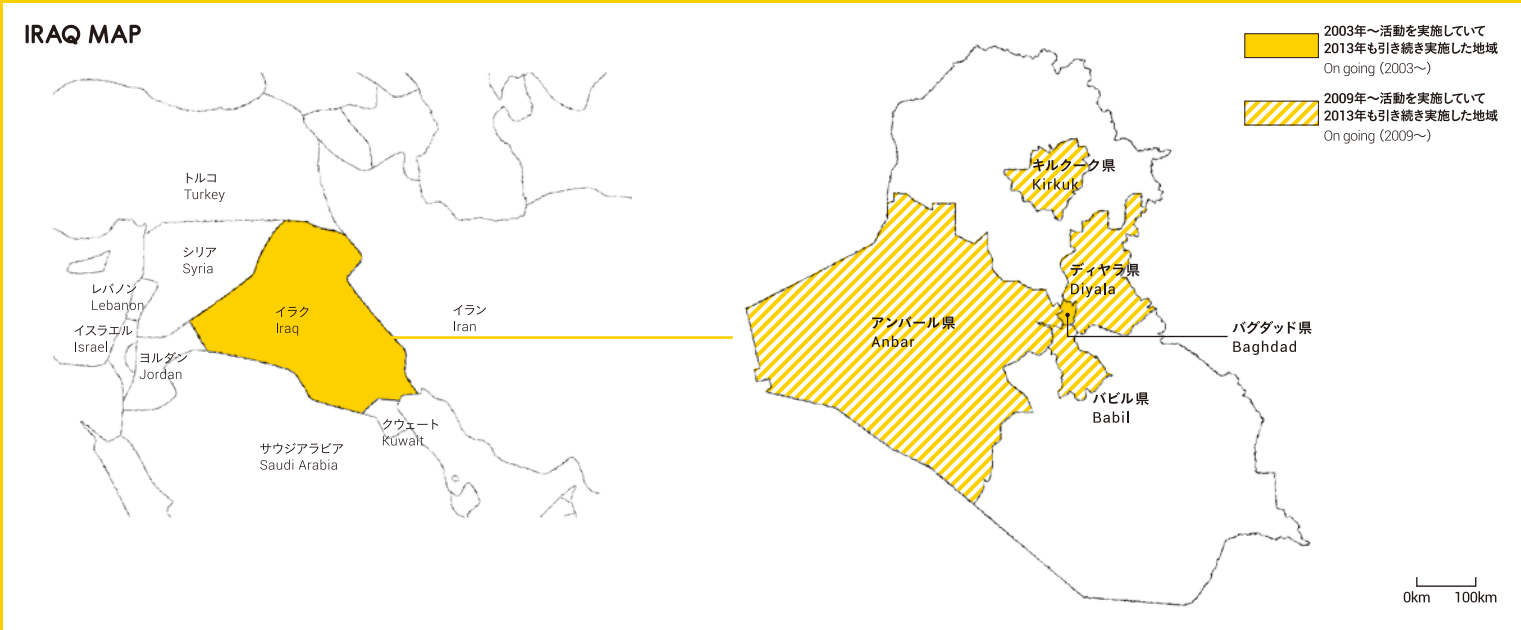 IRAQ MAP
トルコ
Turkey
シリア
Syria
レバノン
Lebanon
イスラエル
Israel
ヨルダン
Jordan
イラク
Iraq
イラン
Iran
クウェート
Kuwait
サウジアラビア
Saudi Arabia
キルクーク県
Kirkuk
ディヤラ県
Diyala
アンバール県
Anbar
バグダッド県
Baghdad
バビル県
Babil
2003年〜活動を実施していて
2013年も引き続き実施した地域
On going（2003〜）
2009年〜活動を実施していて
2013年も引き続き実施した地域
On going（2009〜）
0km 100km